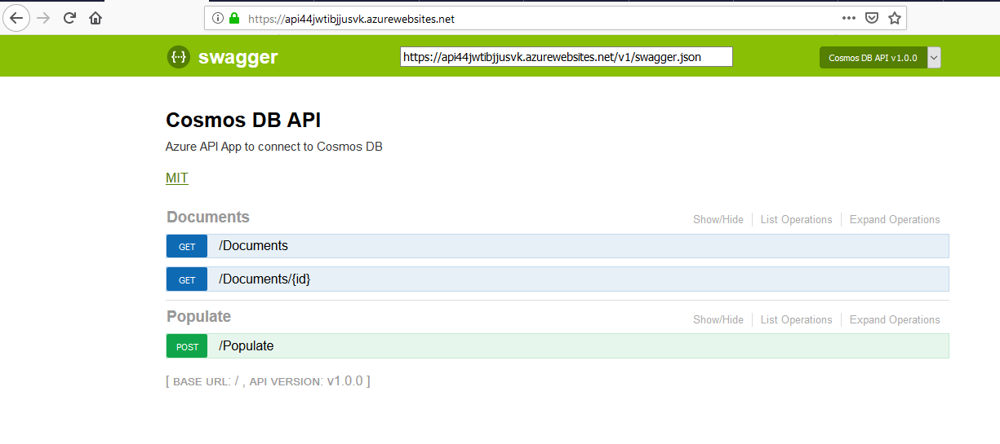 https://api44jwtibjjusvk.azurewebsites.net
{··} swagger https://api44jwtibjjusvk.azurewebsites.net/v1/swagger.json Cosmos DB API v1.0.0
Cosmos DB API
Azure API App to connect to Cosmos DB
MIT
Documents Show/Hide List Operations Expand Operations
GET /Documents
GET /Documents/{id}
Populate Show/Hide List Operations Expand Operations
POST /Populate
[ BASE URL: / , API VERSION: v1.0.0 ]